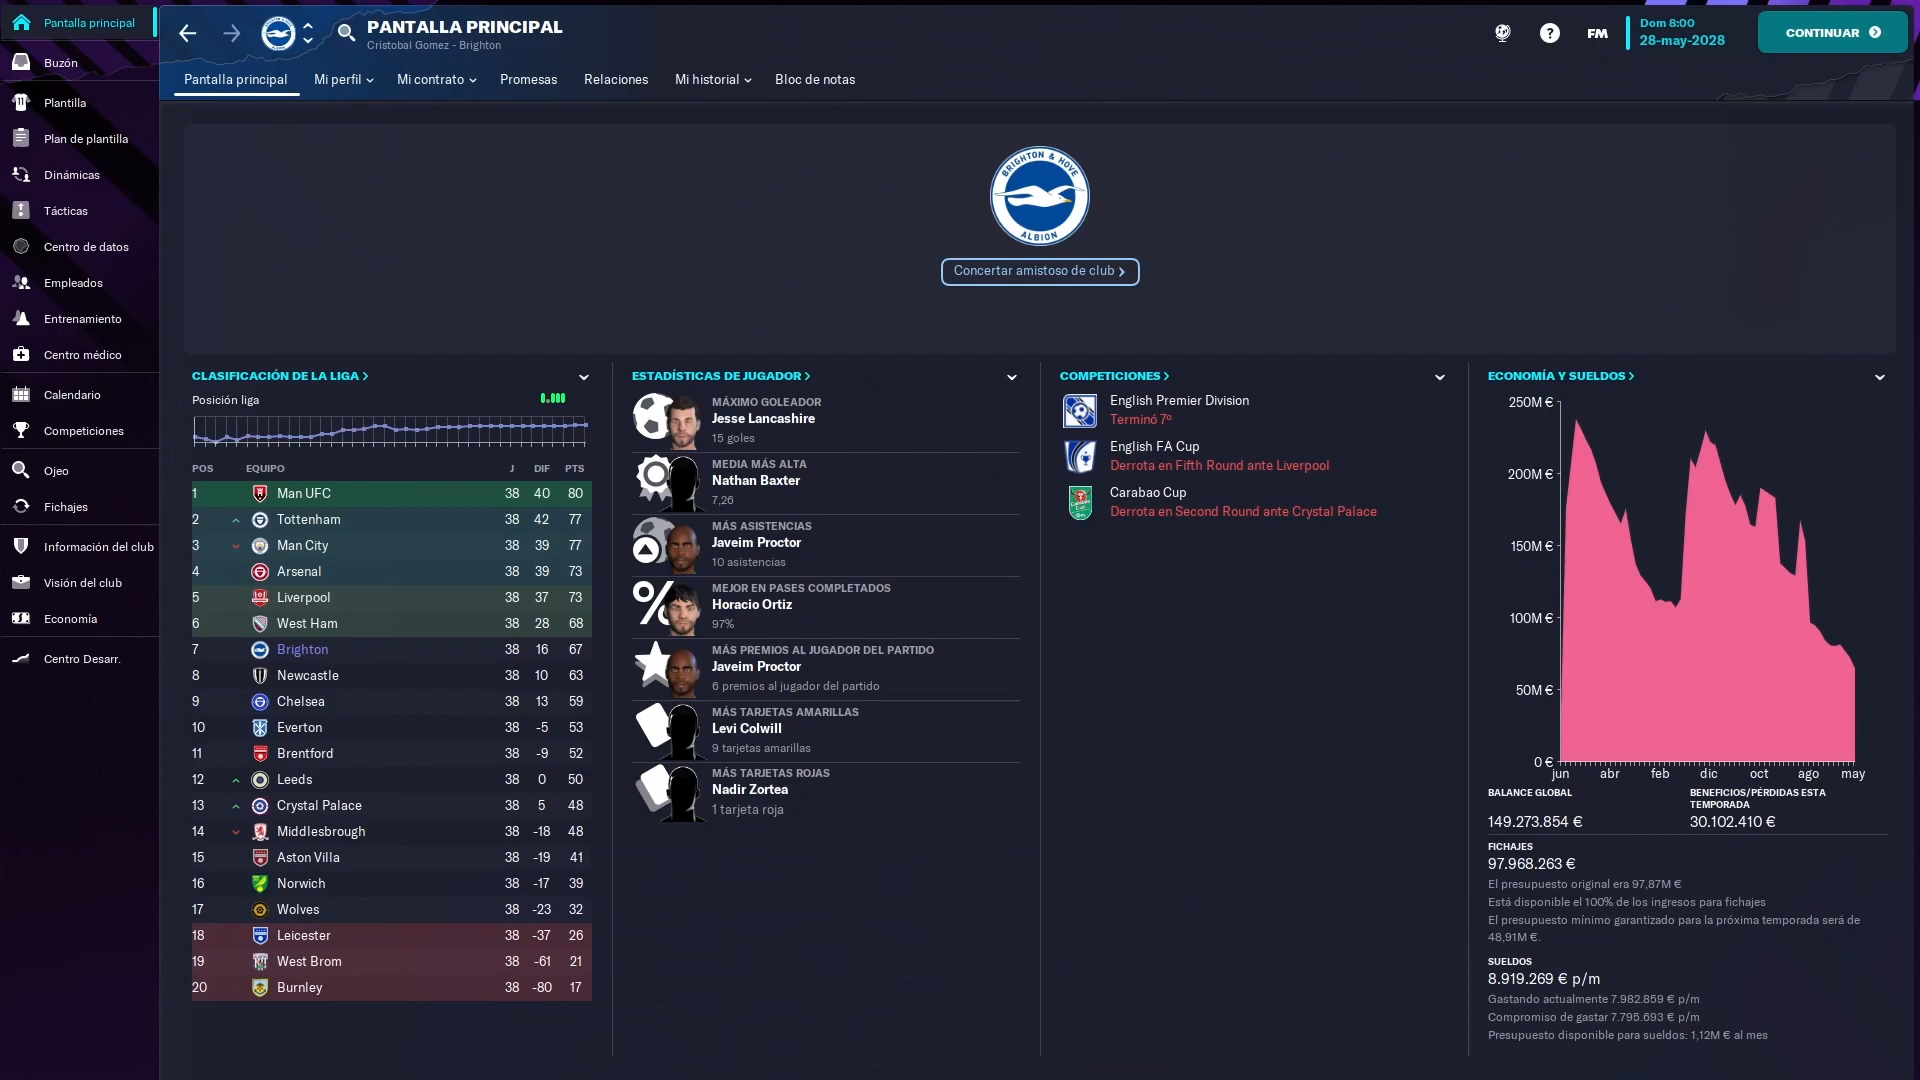 Pantalla principal
Buzón
Plantilla
Plan de plantilla
Dinámicas
Tácticas
Centro de datos
Empleados
Entrenamiento
Centro médico
Calendario
Competiciones
Ojeo
Fichajes
Información del club
Visión del club
Economía
Centro Desarr.
PANTALLA PRINCIPAL
Cristobal Gomez - Brighton
FM
Dom 8:00
28-may-2028
CONTINUAR
Pantalla principal
Mi perfil
Mi contrato
Promesas
Relaciones
Mi historial
Bloc de notas
BRIGHTON & HOVE
ALBION
Concertar amistoso de club
CLASIFICACIÓN DE LA LIGA
Posición liga
POS EQUIPO J DIF PTS
1 Man UFC 38 40 80
2 Tottenham 38 42 77
3 Man City 38 39 77
4 Arsenal 38 39 73
5 Liverpool 38 37 73
6 West Ham 38 28 68
7 Brighton 38 16 67
8 Newcastle 38 10 63
9 Chelsea 38 13 59
10 Everton 38 -5 53
11 Brentford 38 -9 52
12 Leeds 38 0 50
13 Crystal Palace 38 5 48
14 Middlesbrough 38 -18 48
15 Aston Villa 38 -19 41
16 Norwich 38 -17 39
17 Wolves 38 -23 32
18 Leicester 38 -37 26
19 West Brom 38 -61 21
20 Burnley 38 -80 17
ESTADÍSTICAS DE JUGADOR
MÁXIMO GOLEADOR
Jesse Lancashire
15 goles
MEDIA MÁS ALTA
Nathan Baxter
7,26
MÁS ASISTENCIAS
Javeim Proctor
10 asistencias
MEJOR EN PASES COMPLETADOS
Horacio Ortiz
97%
MÁS PREMIOS AL JUGADOR DEL PARTIDO
Javeim Proctor
6 premios al jugador del partido
MÁS TARJETAS AMARILLAS
Levi Colwill
9 tarjetas amarillas
MÁS TARJETAS ROJAS
Nadir Zortea
1 tarjeta roja
COMPETICIONES
English Premier Division
Terminó 7º
English FA Cup
Derrota en Fifth Round ante Liverpool
Carabao Cup
Derrota en Second Round ante Crystal Palace
ECONOMÍA Y SUELDOS
250M €
200M €
150M €
100M €
50M €
0 €
jun abr feb dic oct ago may
BALANCE GLOBAL
149.273.854 €
BENEFICIOS/PÉRDIDAS ESTA
TEMPORADA
30.102.410 €
FICHAJES
97.968.263 €
El presupuesto original era 97,87M €
Está disponible el 100% de los ingresos para fichajes
El presupuesto mínimo garantizado para la próxima temporada será de
48,91M €.
SUELDOS
8.919.269 € p/m
Gastando actualmente 7.982.859 € p/m
Compromiso de gastar 7.795.693 € p/m
Presupuesto disponible para sueldos: 1,12M € al mes